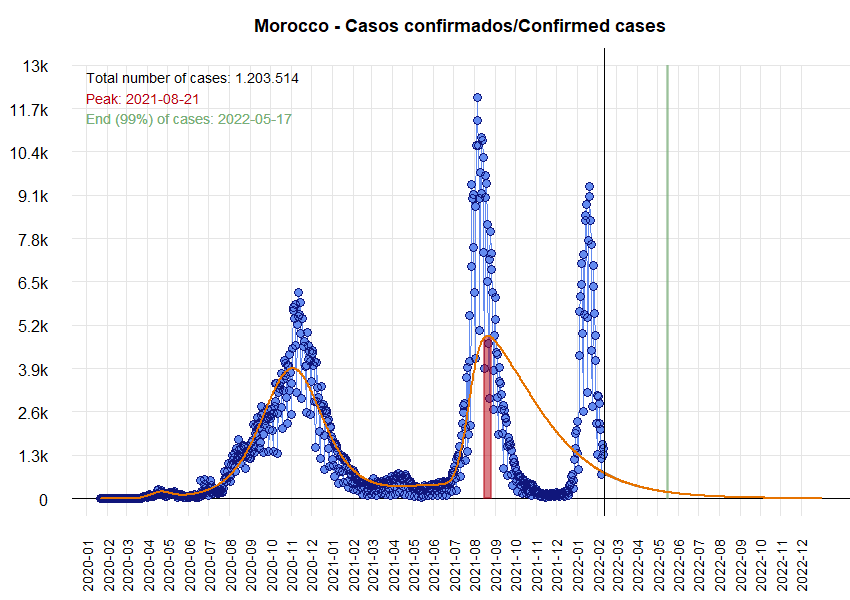 Morocco - Casos confirmados/Confirmed cases
13k
Total number of cases: 1.203.514
Peak: 2021-08-21
11.7k
End (99%) of cases: 2022-05-17
10.4k
9.1k
7.8k
6.5k
5.2k
3.9k
2.6k
1.3k
0
2020-01
2020-02
2020-03
2020-04
2020-05
2020-06
2020-07
2020-08
2020-09
2020-10
2020-11
2020-12
2021-01
2021-02
2021-03
2021-04
2021-05
2021-06
2021-07
2021-08
2021-09
2021-10
2021-11
2021-12
2022-01
2022-02
2022-03
2022-04
2022-05
2022-06
2022-07
2022-08
2022-09
2022-10
2022-11
2022-12